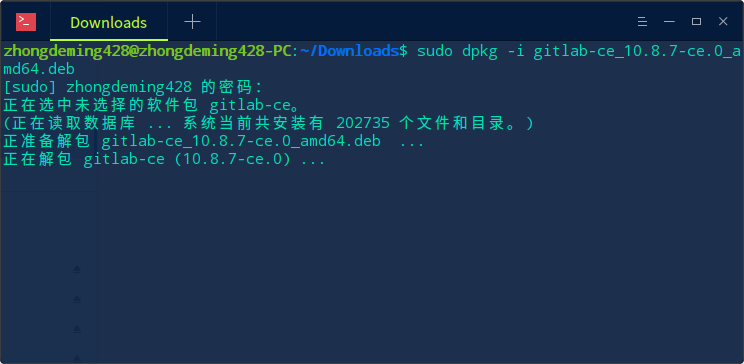 Downloads
zhongdeming428@zhongdeming428-PC:~/Downloads$ sudo dpkg -i gitlab-ce_10.8.7-ce.0_a
md64.deb
[sudo] zhongdeming428 的密码：
正在选中未选择的软件包 gitlab-ce。
(正在读取数据库 ... 系统当前共安装有 202735 个文件和目录。)
正准备解包 gitlab-ce_10.8.7-ce.0_amd64.deb  ...
正在解包 gitlab-ce (10.8.7-ce.0) ...